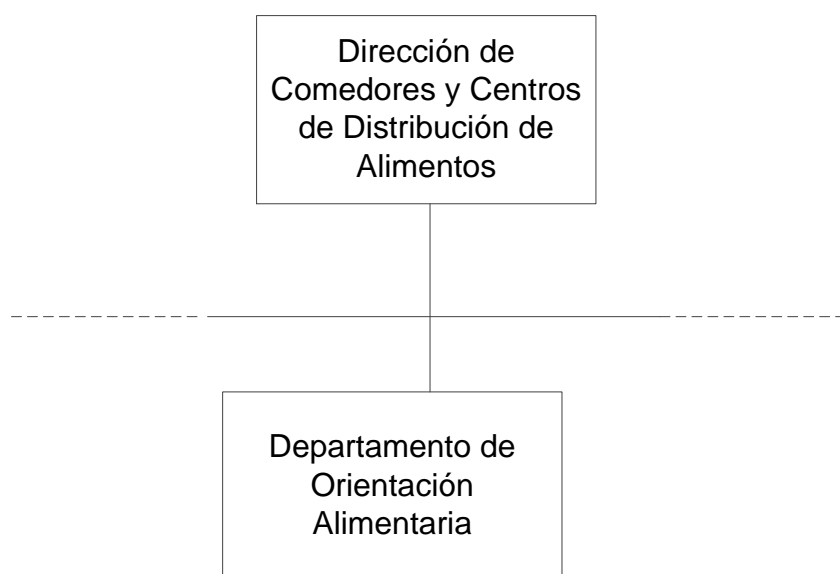 Dirección de
Comedores y Centros
de Distribución de
Alimentos
Departamento de
Orientación
Alimentaria